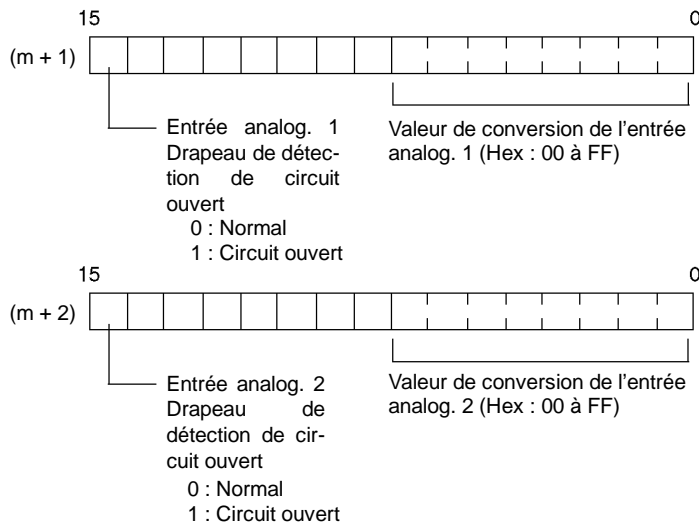 15 0
(m + 1)
Entrée analog. 1
Drapeau de détec-
tion de circuit
ouvert
0 : Normal
1 : Circuit ouvert
Valeur de conversion de l'entrée
analog. 1 (Hex : 00 à FF)
15 0
(m + 2)
Entrée analog. 2
Drapeau de
détection de cir-
cuit ouvert
0 : Normal
1 : Circuit ouvert
Valeur de conversion de l'entrée
analog. 2 (Hex : 00 à FF)